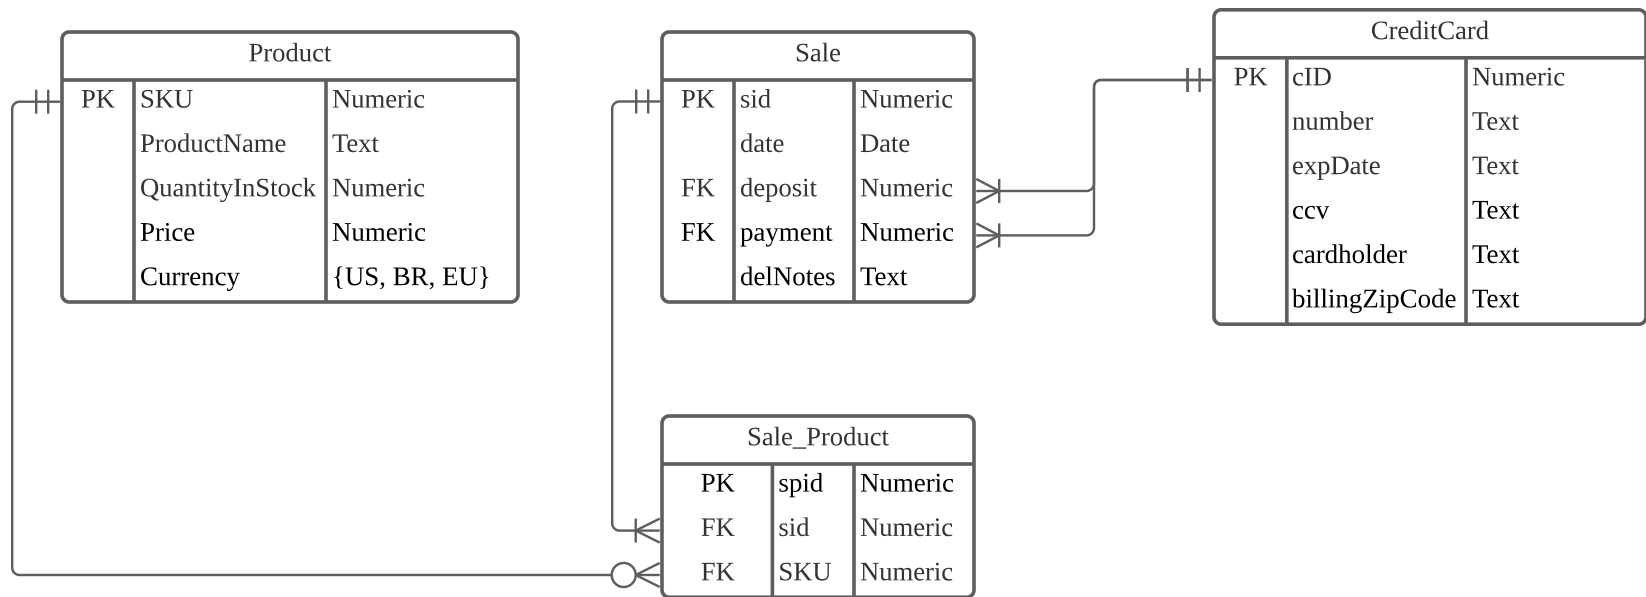 Product
PK SKU Numeric
ProductName Text
QuantityInStock Numeric
Price Numeric
Currency {US, BR, EU}
Sale
PK sid Numeric
date Date
FK deposit Numeric
FK payment Numeric
delNotes Text
CreditCard
PK cID Numeric
number Text
expDate Text
ccv Text
cardholder Text
billingZipCode Text
Sale_Product
PK spid Numeric
FK sid Numeric
FK SKU Numeric